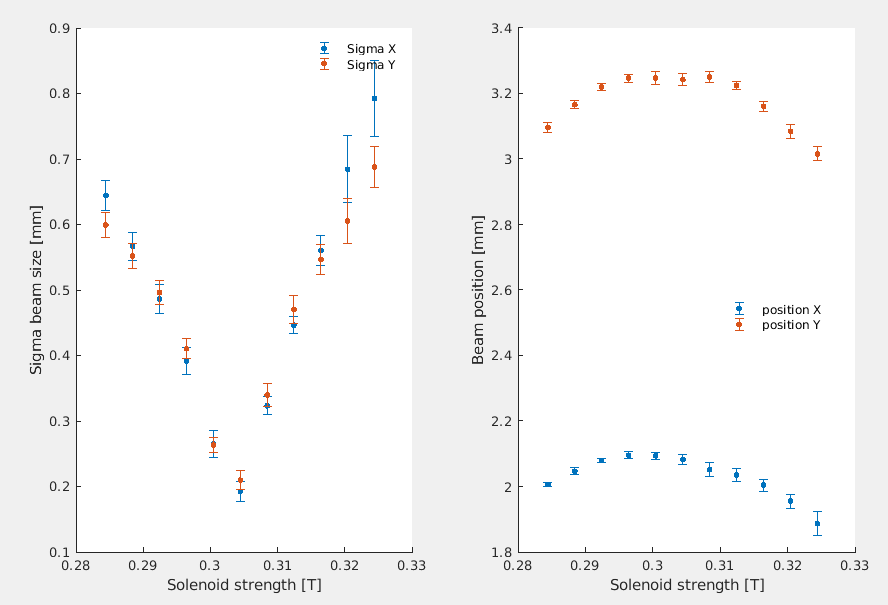 0.9
0.8
0.7
0.6
0.5
0.4
0.3
0.2
0.1
Sigma beam size [mm]
Sigma X
Sigma Y
0.28 0.29 0.3 0.31 0.32 0.33
Solenoid strength [T]
3.4
3.2
3
2.8
2.6
2.4
2.2
2
1.8
Beam position [mm]
position X
position Y
0.28 0.29 0.3 0.31 0.32 0.33
Solenoid strength [T]